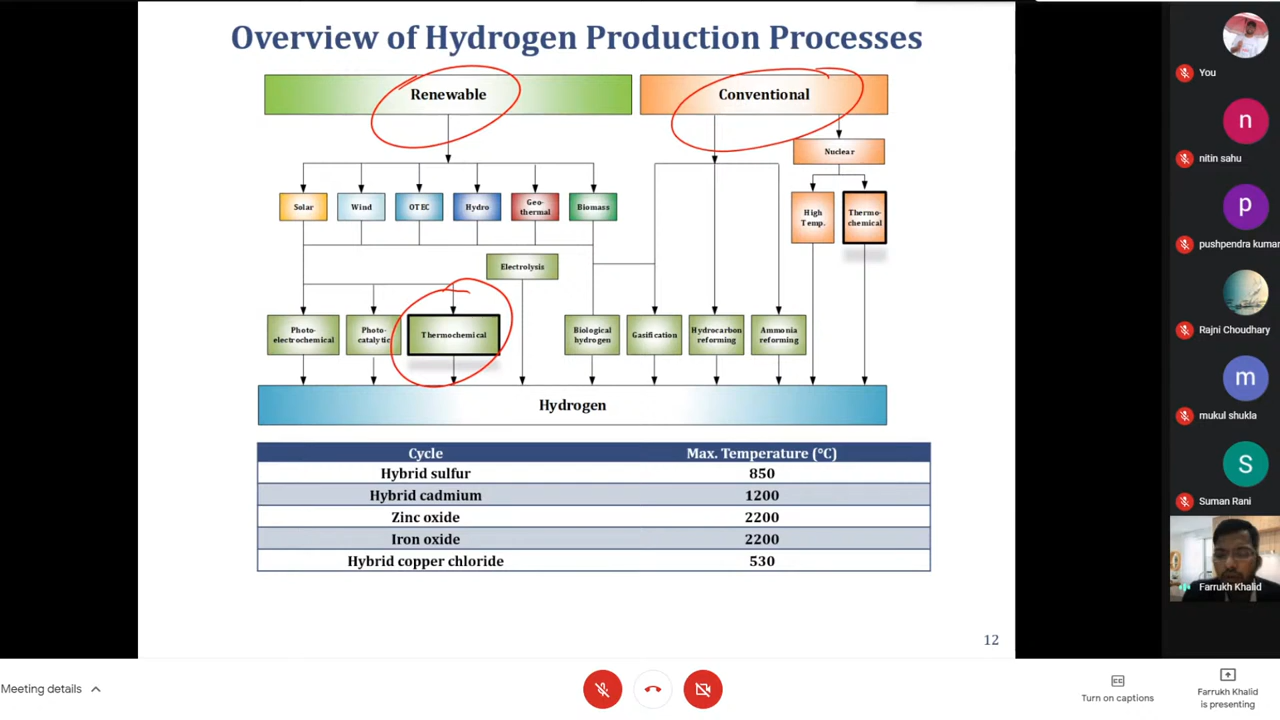 Overview of Hydrogen Production Processes
Renewable
Conventional
Nuclear
Solar
Wind
OTEC
Hydro
Geo-
thermal
Biomass
High
Temp.
Thermo-
chemical
Electrolysis
Photo-
electrochemical
Photo-
catalytic
Thermochemical
Biological
hydrogen
Gasification
Hydrocarbon
reforming
Ammonia
reforming
Hydrogen
Cycle Max. Temperature (°C)
Hybrid sulfur 850
Hybrid cadmium 1200
Zinc oxide 2200
Iron oxide 2200
Hybrid copper chloride 530
12
You
n
nitin sahu
p
pushpendra kumar
Rajni Choudhary
m
mukul shukla
S
Suman Rani
Farrukh Khalid
Meeting details
CC
Turn on captions
Farrukh Khalid
is presenting